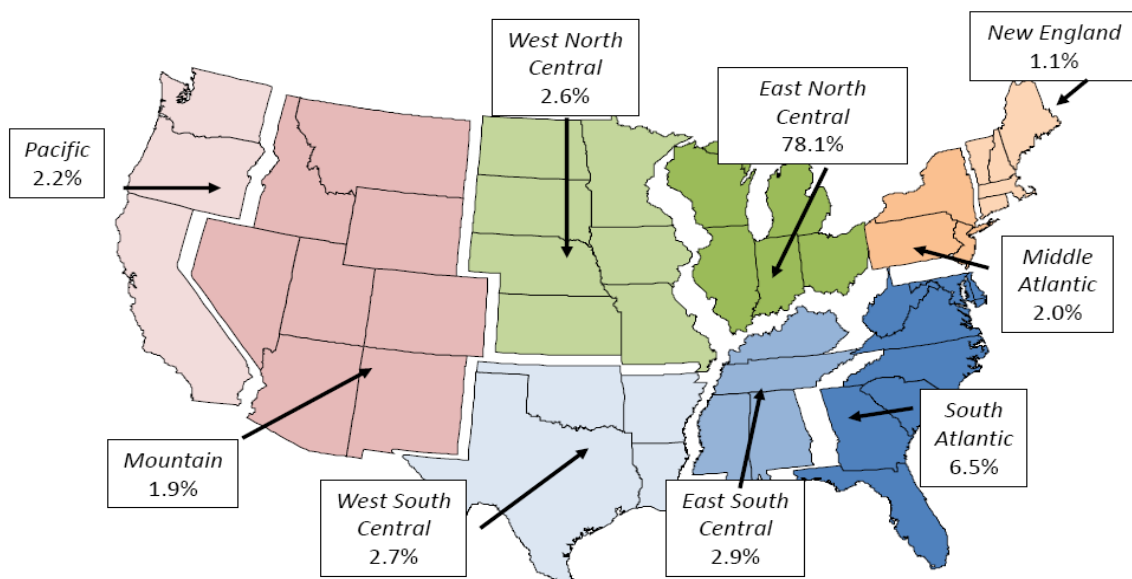 West North
Central
2.6%
New England
1.1%
East North
Central
78.1%
Pacific
2.2%
Middle
Atlantic
2.0%
South
Atlantic
6.5%
Mountain
1.9%
West South
Central
2.7%
East South
Central
2.9%